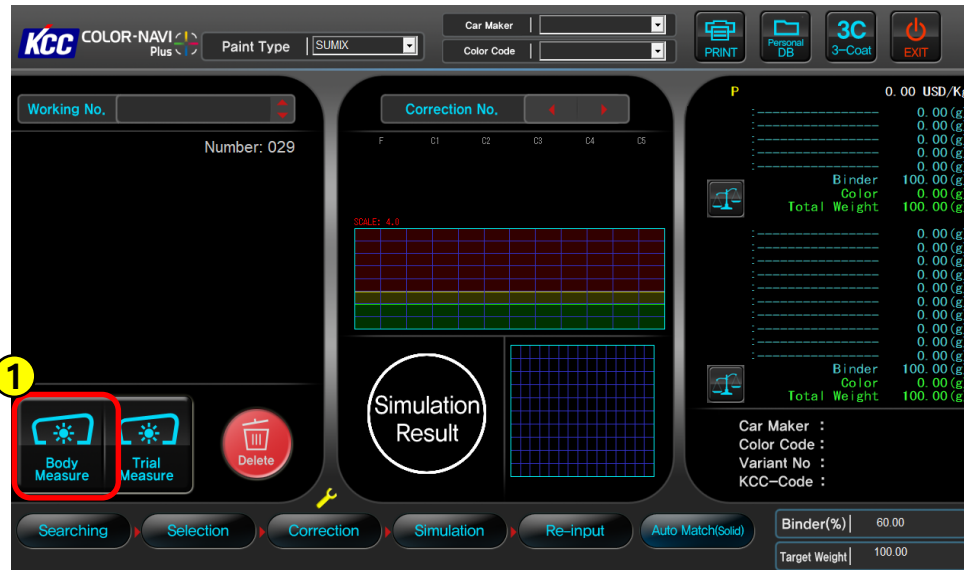 KCC COLOR-NAVI Plus
Paint Type SUMIX
Car Maker
Color Code
PRINT
Personal DB
3C 3-Coat
EXIT
Working No.
Number: 029
Correction No.
F C1 C2 C3 C4 C5
SCALE: 4.0
Simulation
Result
1
Body
Measure
Trial
Measure
Delete
P 0.00 USD/Kg
: 0.00(g
: 0.00(g
: 0.00(g
: 0.00(g
: 0.00(g
Binder 100.00(g
Color 0.00(g
Total Weight 100.00(g
: 0.00(g
: 0.00(g
: 0.00(g
: 0.00(g
: 0.00(g
: 0.00(g
: 0.00(g
: 0.00(g
: 0.00(g
: 0.00(g
Binder 100.00(g
Color 0.00(g
Total Weight 100.00(g
Car Maker :
Color Code :
Variant No :
KCC-Code :
Searching
Selection
Correction
Simulation
Re-input
Auto Match(Solid)
Binder(%) 60.00
Target Weight 100.00